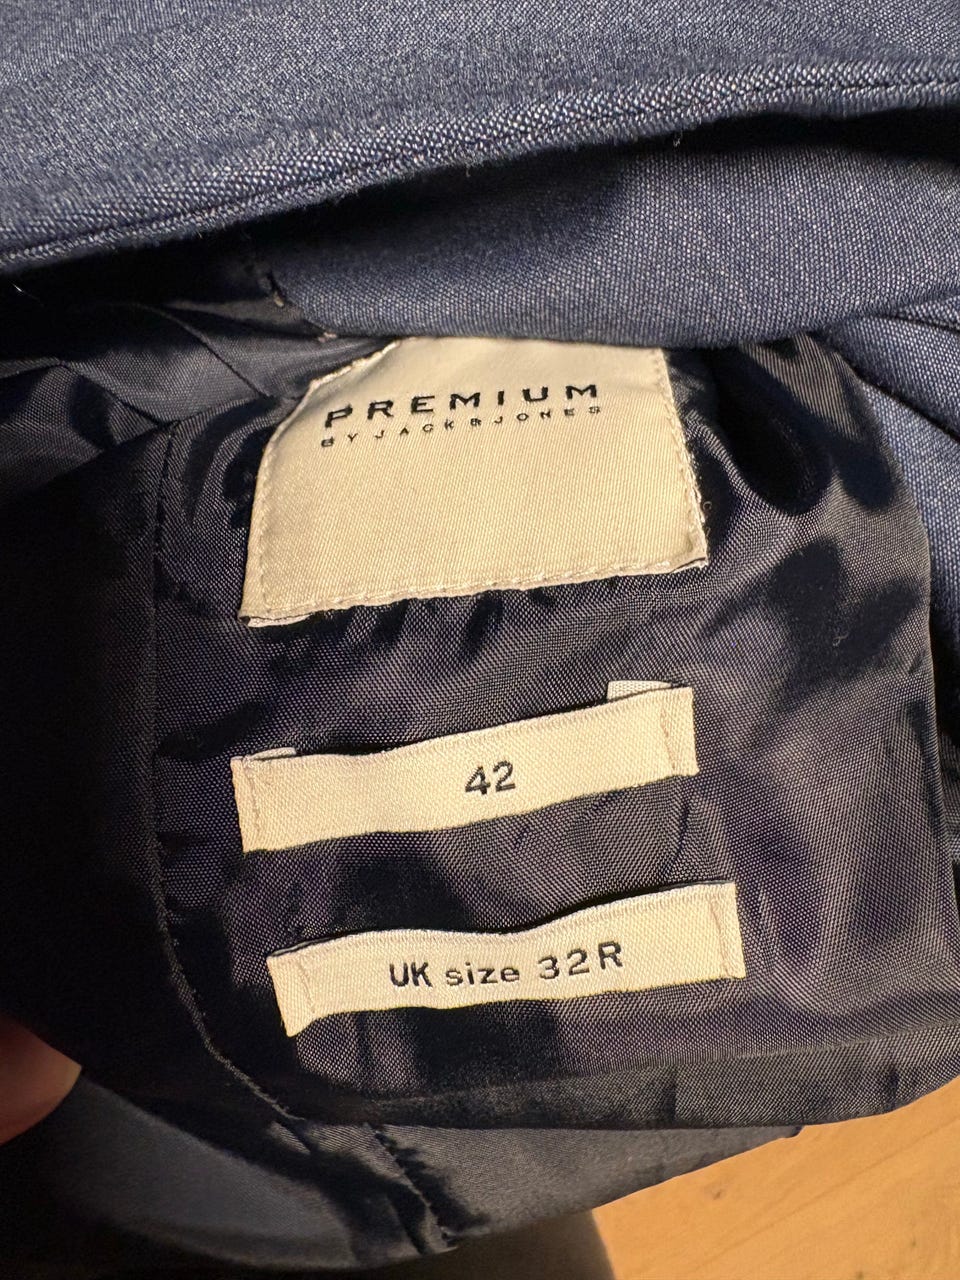 PREMIUM
BY JACK&JONES
42
UK size 32R